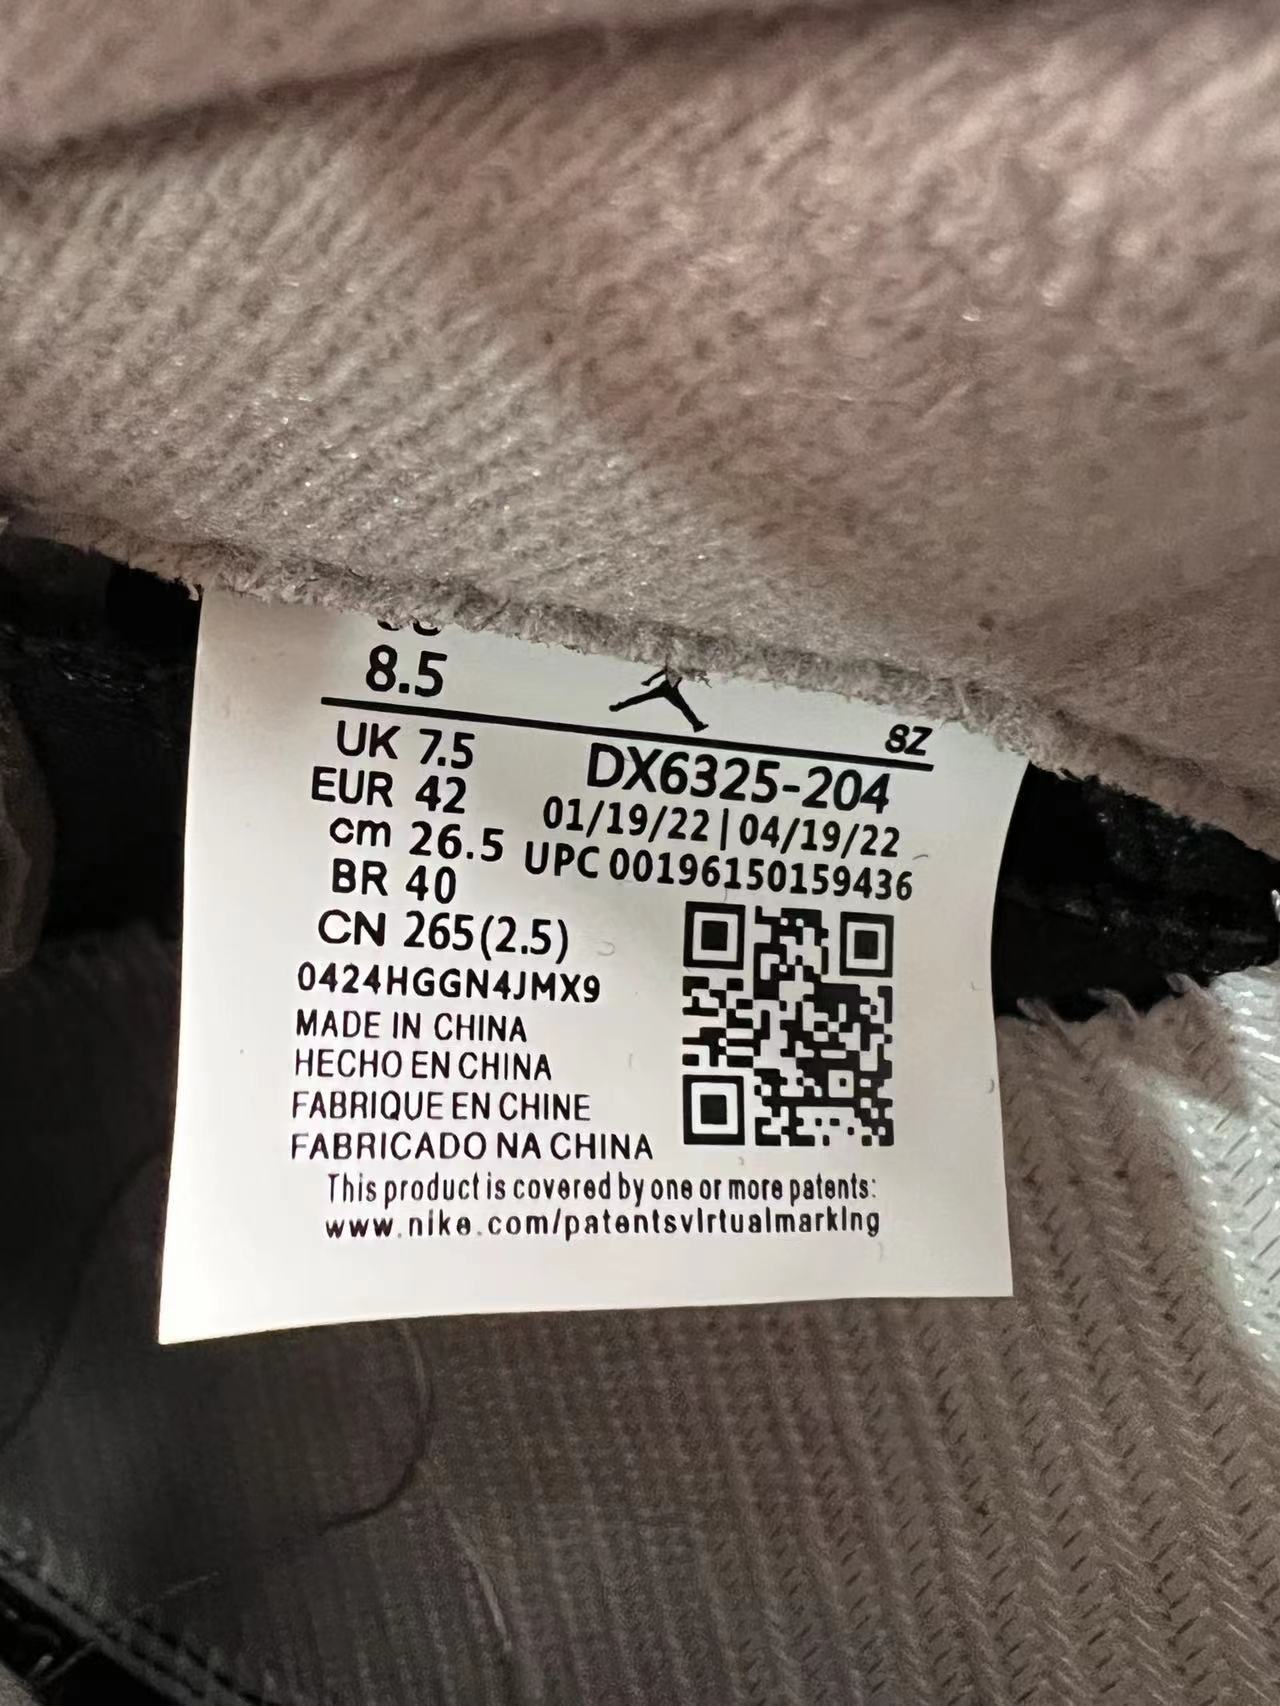 8.5
8Z
UK 7.5
DX6325-204
EUR 42
01/19/22 | 04/19/22
cm 26.5
UPC 00196150159436
BR 40
CN 265(2.5)
0424HGGN4JMX9
MADE IN CHINA
HECHO EN CHINA
FABRIQUE EN CHINE
FABRICADO NA CHINA
This product is covered by one or more patents:
www.nike.com/patentsvirtualmarking